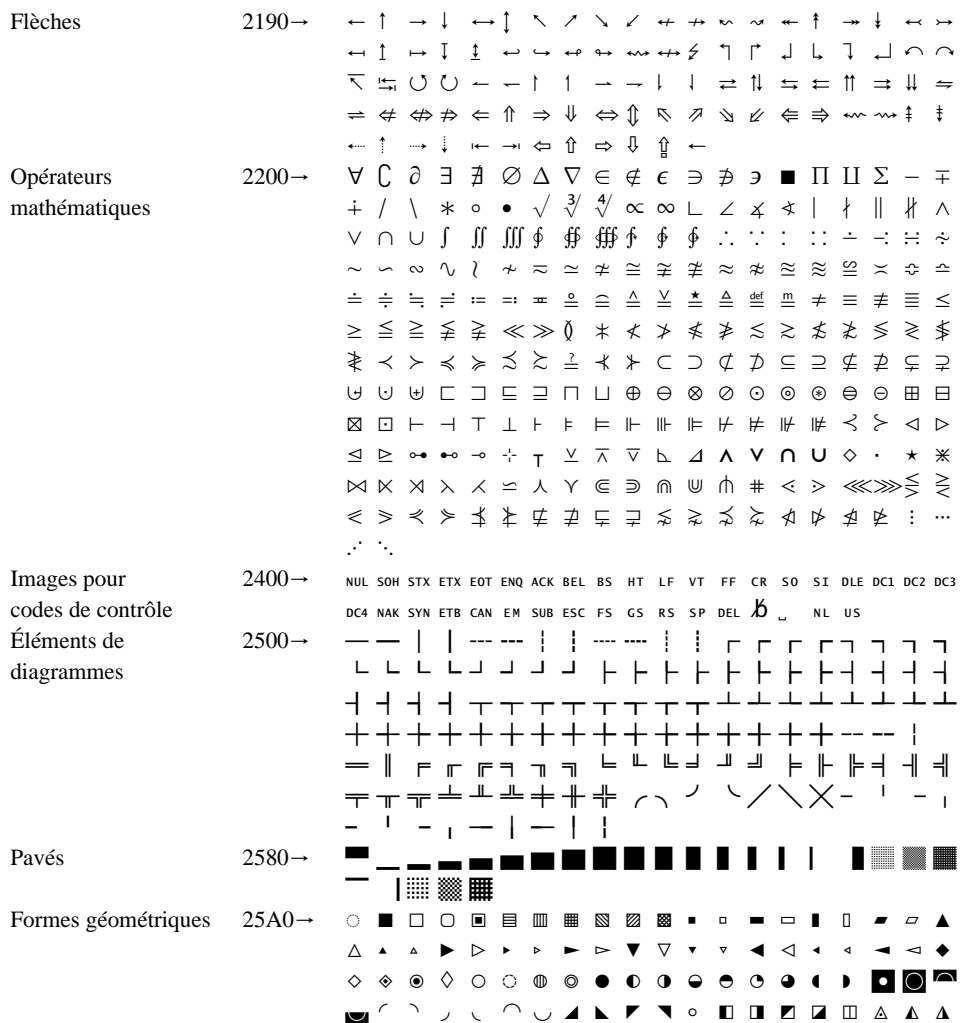 Flèches 2190→ ← ↑ → ↓ ↔ ↕ ↖ ↗ ↘ ↙ ↚ ↛ ↜ ↝ ↞ ↟ ↠ ↡ ↢ ↣
↤ ↥ ↦ ↧ ↨ ↩ ↪ ↫ ↬ ↭ ↮ ↯ ↰ ↱ ↲ ↳ ↴ ↵ ↶ ↷
↸ ↹ ↺ ↻ ↼ ↽ ↾ ↿ ⇀ ⇁ ⇂ ⇃ ⇄ ⇅ ⇆ ⇇ ⇈ ⇉ ⇊ ⇋
⇌ ⇍ ⇎ ⇏ ⇐ ⇑ ⇒ ⇓ ⇔ ⇕ ⇖ ⇗ ⇘ ⇙ ⇚ ⇛ ⇜ ⇝ ⇞ ⇟
⇠ ⇡ ⇢ ⇣ ⇤ ⇥ ⇦ ⇧ ⇨ ⇩ ⇪ ←
Opérateurs 2200→ ∀ ∁ ∂ ∃ ∄ ∅ ∆ ∇ ∈ ∉ ∊ ∋ ∌ ∍ ∎ ∏ ∐ ∑ − ∓
mathématiques ∔ ∕ ∖ ∗ ∘ ∙ √ ∛ ∜ ∝ ∞ ∟ ∠ ∡ ∢ ∣ ∤ ∥ ∦ ∧
∨ ∩ ∪ ∫ ∬ ∭ ∮ ∯ ∰ ∱ ∲ ∳ ∴ ∵ ∶ ∷ ∸ ∹ ∺ ∻
∼ ∽ ∾ ∿ ≀ ≁ ≂ ≃ ≄ ≅ ≆ ≇ ≈ ≉ ≊ ≋ ≌ ≍ ≎ ≏
≐ ≑ ≒ ≓ ≔ ≕ ≖ ≗ ≘ ≙ ≚ ≛ ≜ ≝ ≞ ≠ ≡ ≢ ≣ ≤
≥ ≦ ≧ ≨ ≩ ≪ ≫ ≬ ≭ ≮ ≯ ≰ ≱ ≲ ≳ ≴ ≵ ≶ ≷ ≸
≹ ≺ ≻ ≼ ≽ ≾ ≿ ≟ ⊀ ⊁ ⊂ ⊃ ⊄ ⊅ ⊆ ⊇ ⊈ ⊉ ⊊ ⊋
⊌ ⊍ ⊎ ⊏ ⊐ ⊑ ⊒ ⊓ ⊔ ⊕ ⊖ ⊗ ⊘ ⊙ ⊚ ⊛ ⊜ ⊝ ⊞ ⊟
⊠ ⊡ ⊢ ⊣ ⊤ ⊥ ⊦ ⊧ ⊨ ⊩ ⊪ ⊫ ⊬ ⊭ ⊮ ⊯ ⊰ ⊱ ⊲ ⊳
⊴ ⊵ ⊶ ⊷ ⊸ ⊹ ⊺ ⊻ ⊼ ⊽ ⊾ ⊿ ⋀ ⋁ ⋂ ⋃ ⋄ ⋅ ⋆ ⋇
⋈ ⋉ ⋊ ⋋ ⋌ ⋍ ⋏ ⋎ ⋐ ⋑ ⋒ ⋓ ⋔ ⋕ ⋖ ⋗ ⋘ ⋙ ⋚ ⋛
⋜ ⋝ ⋞ ⋟ ⋠ ⋡ ⋢ ⋣ ⋤ ⋥ ⋦ ⋧ ⋨ ⋩ ⋪ ⋫ ⋬ ⋭ ⋮ ⋯
⋰ ⋱
Images pour 2400→ NUL SOH STX ETX EOT ENQ ACK BEL BS HT LF VT FF CR SO SI DLE DC1 DC2 DC3
codes de contrôle DC4 NAK SYN ETB CAN EM SUB ESC FS GS RS SP DEL ␢ ␣ NL US
Éléments de 2500→ ─ ━ │ ┃ ┄ ┅ ┆ ┇ ┈ ┉ ┊ ┋ ┌ ┍ ┎ ┏ ┐ ┑ ┒ ┓
diagrammes └ ┕ ┖ ┗ ┘ ┙ ┚ ┛ ├ ┝ ┞ ┟ ┠ ┡ ┢ ┣ ┤ ┥ ┦ ┧
┨ ┩ ┪ ┫ ┬ ┭ ┮ ┯ ┰ ┱ ┲ ┳ ┴ ┵ ┶ ┷ ┸ ┹ ┺ ┻
┼ ┽ ┾ ┿ ╀ ╁ ╂ ╃ ╄ ╅ ╆ ╇ ╈ ╉ ╊ ╋ ╌ ╍ ╎
═ ║ ╒ ╓ ╔ ╕ ╖ ╗ ╘ ╙ ╚ ╛ ╜ ╝ ╞ ╟ ╠ ╡ ╢ ╣
╤ ╥ ╦ ╧ ╨ ╩ ╪ ╫ ╬ ╭ ╮ ╯ ╰ ╱ ╲ ╳ ╴ ╵ ╶ ╷
╸ ╹ ╺ ╻ ╼ ╽ ╾ ╿ ╏
Pavés 2580→ ▀ ▁ ▂ ▃ ▄ ▅ ▆ ▇ █ ▉ ▊ ▋ ▌ ▍ ▎ ▏ ▐ ░ ▒ ▓
▔ ▕ ░ ▒ ▓
Formes géométriques 25A0→ ◌ ■ □ ▢ ▣ ▤ ▥ ▦ ▧ ▨ ▩ ▪ ▫ ▬ ▭ ▮ ▯ ▰ ▱ ▲
△ ▴ ▵ ▶ ▷ ▸ ▹ ► ▻ ▼ ▽ ▾ ▿ ◀ ◁ ◂ ◃ ◄ ◅ ◆
◇ ◈ ◉ ◊ ○ ◌ ◍ ◎ ● ◐ ◑ ◒ ◓ ◔ ◕ ◖ ◗ ◘ ◙ ◚
◛ ◜ ◝ ◞ ◟ ◠ ◡ ◢ ◣ ◤ ◥ ◦ ◧ ◨ ◩ ◪ ◫ ◬ ◭ ◮